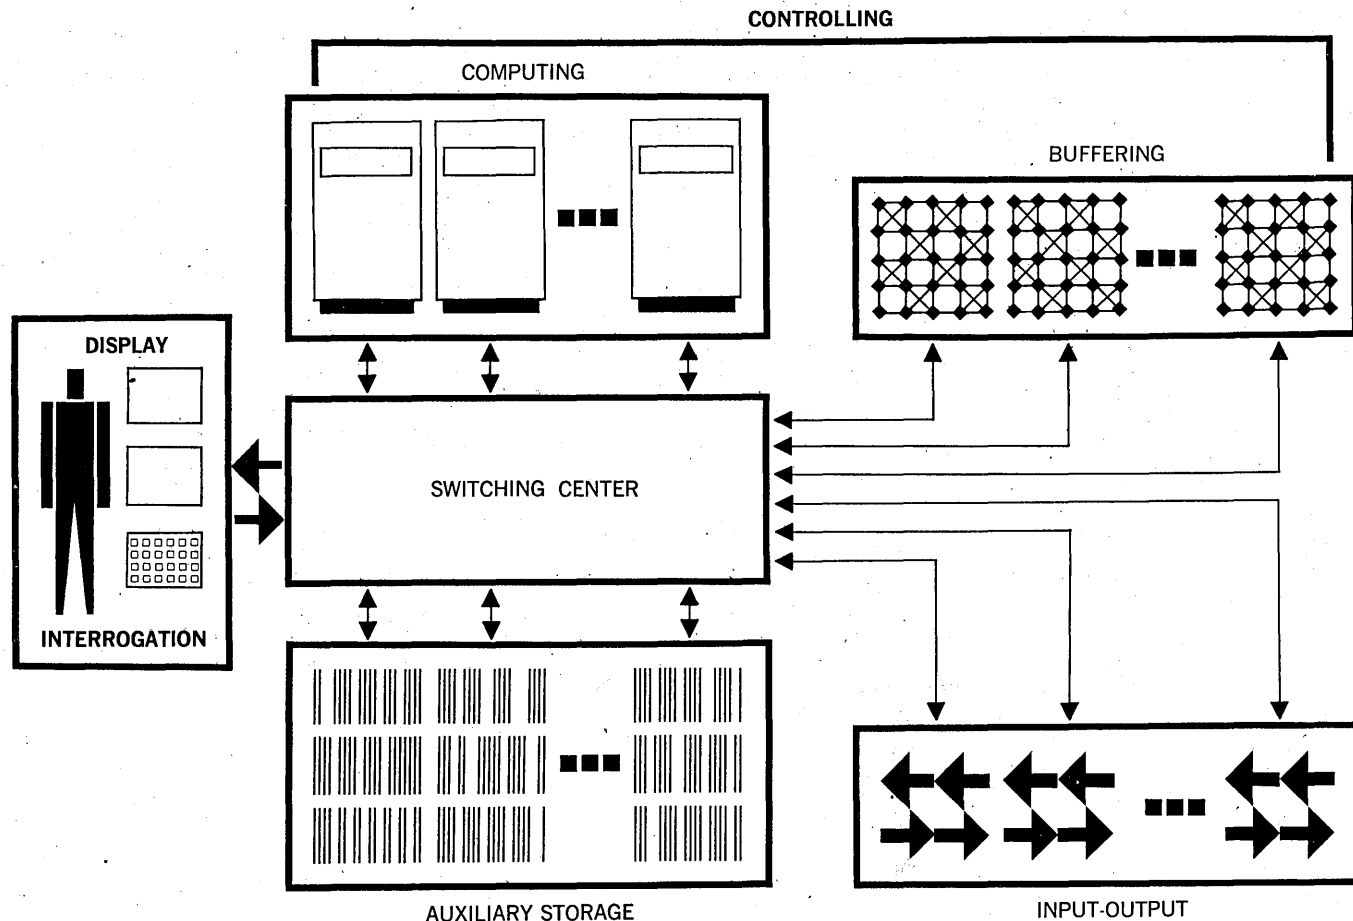 CONTROLLING
COMPUTING
BUFFERING
DISPLAY
SWITCHING CENTER
INTERROGATION
AUXILIARY STORAGE
INPUT-OUTPUT